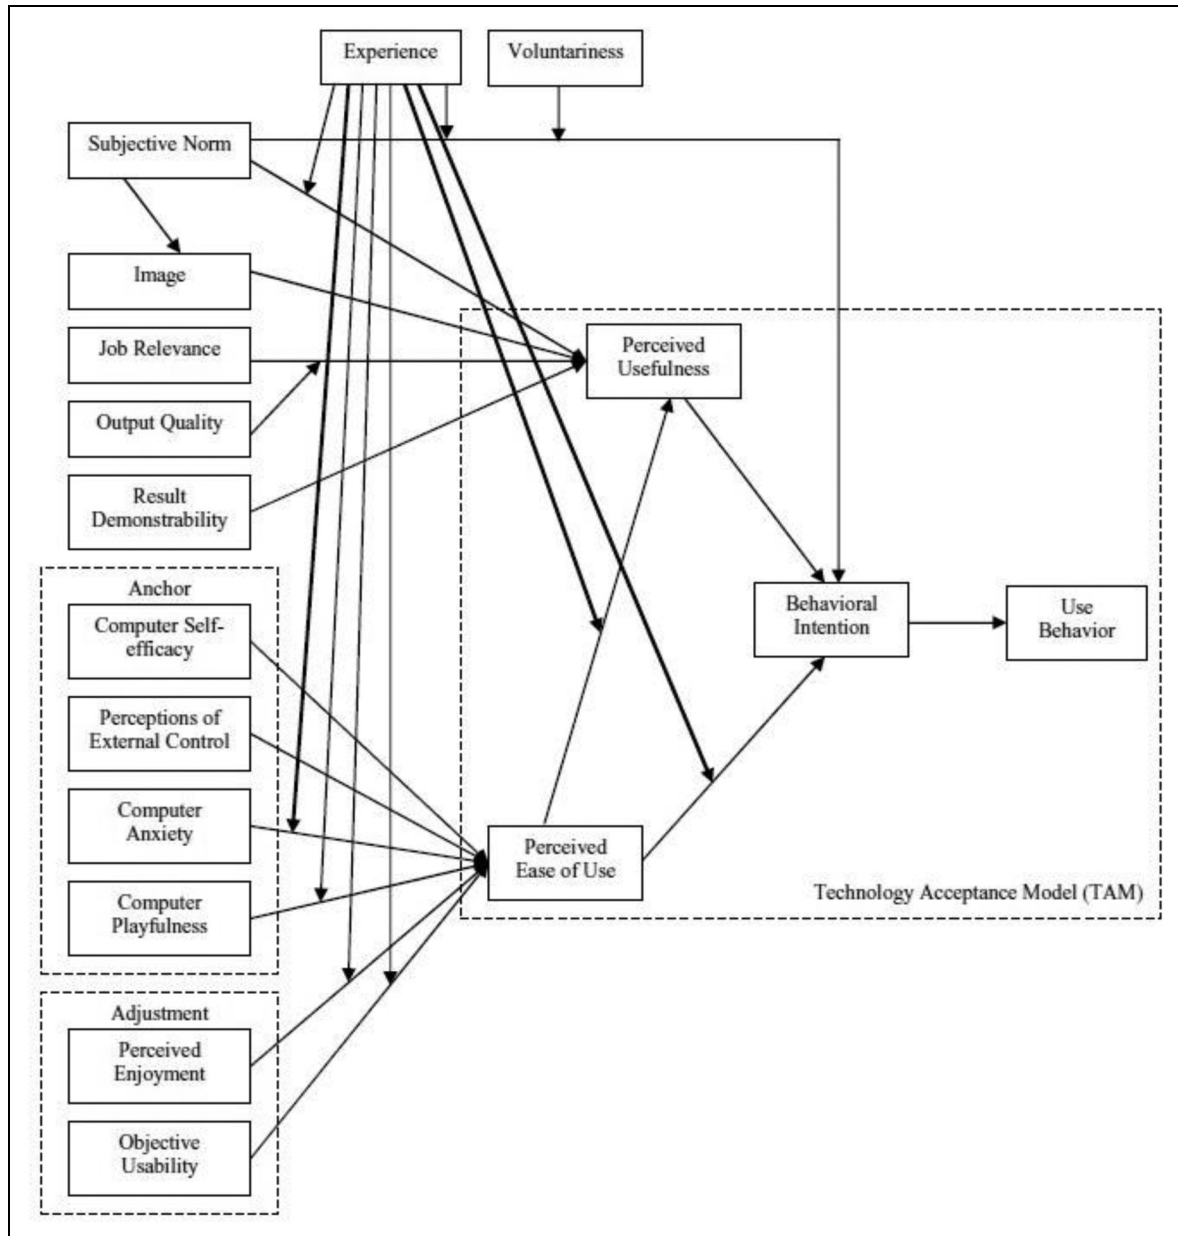 Experience
Voluntariness
Subjective Norm
Image
Job Relevance
Output Quality
Result
Demonstrability
Anchor
Computer Self-
efficacy
Perceptions of
External Control
Computer
Anxiety
Computer
Playfulness
Adjustment
Perceived
Enjoyment
Objective
Usability
Perceived
Usefulness
Behavioral
Intention
Use
Behavior
Perceived
Ease of Use
Technology Acceptance Model (TAM)